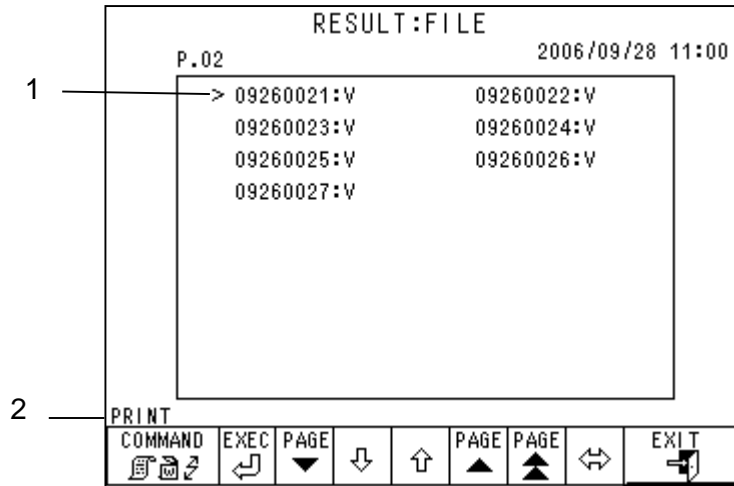 RESULT:FILE
P.02 2006/09/28 11:00
1 > 09260021:V 09260022:V
09260023:V 09260024:V
09260025:V 09260026:V
09260027:V
2 PRINT
COMMAND EXEC PAGE PAGE PAGE EXIT